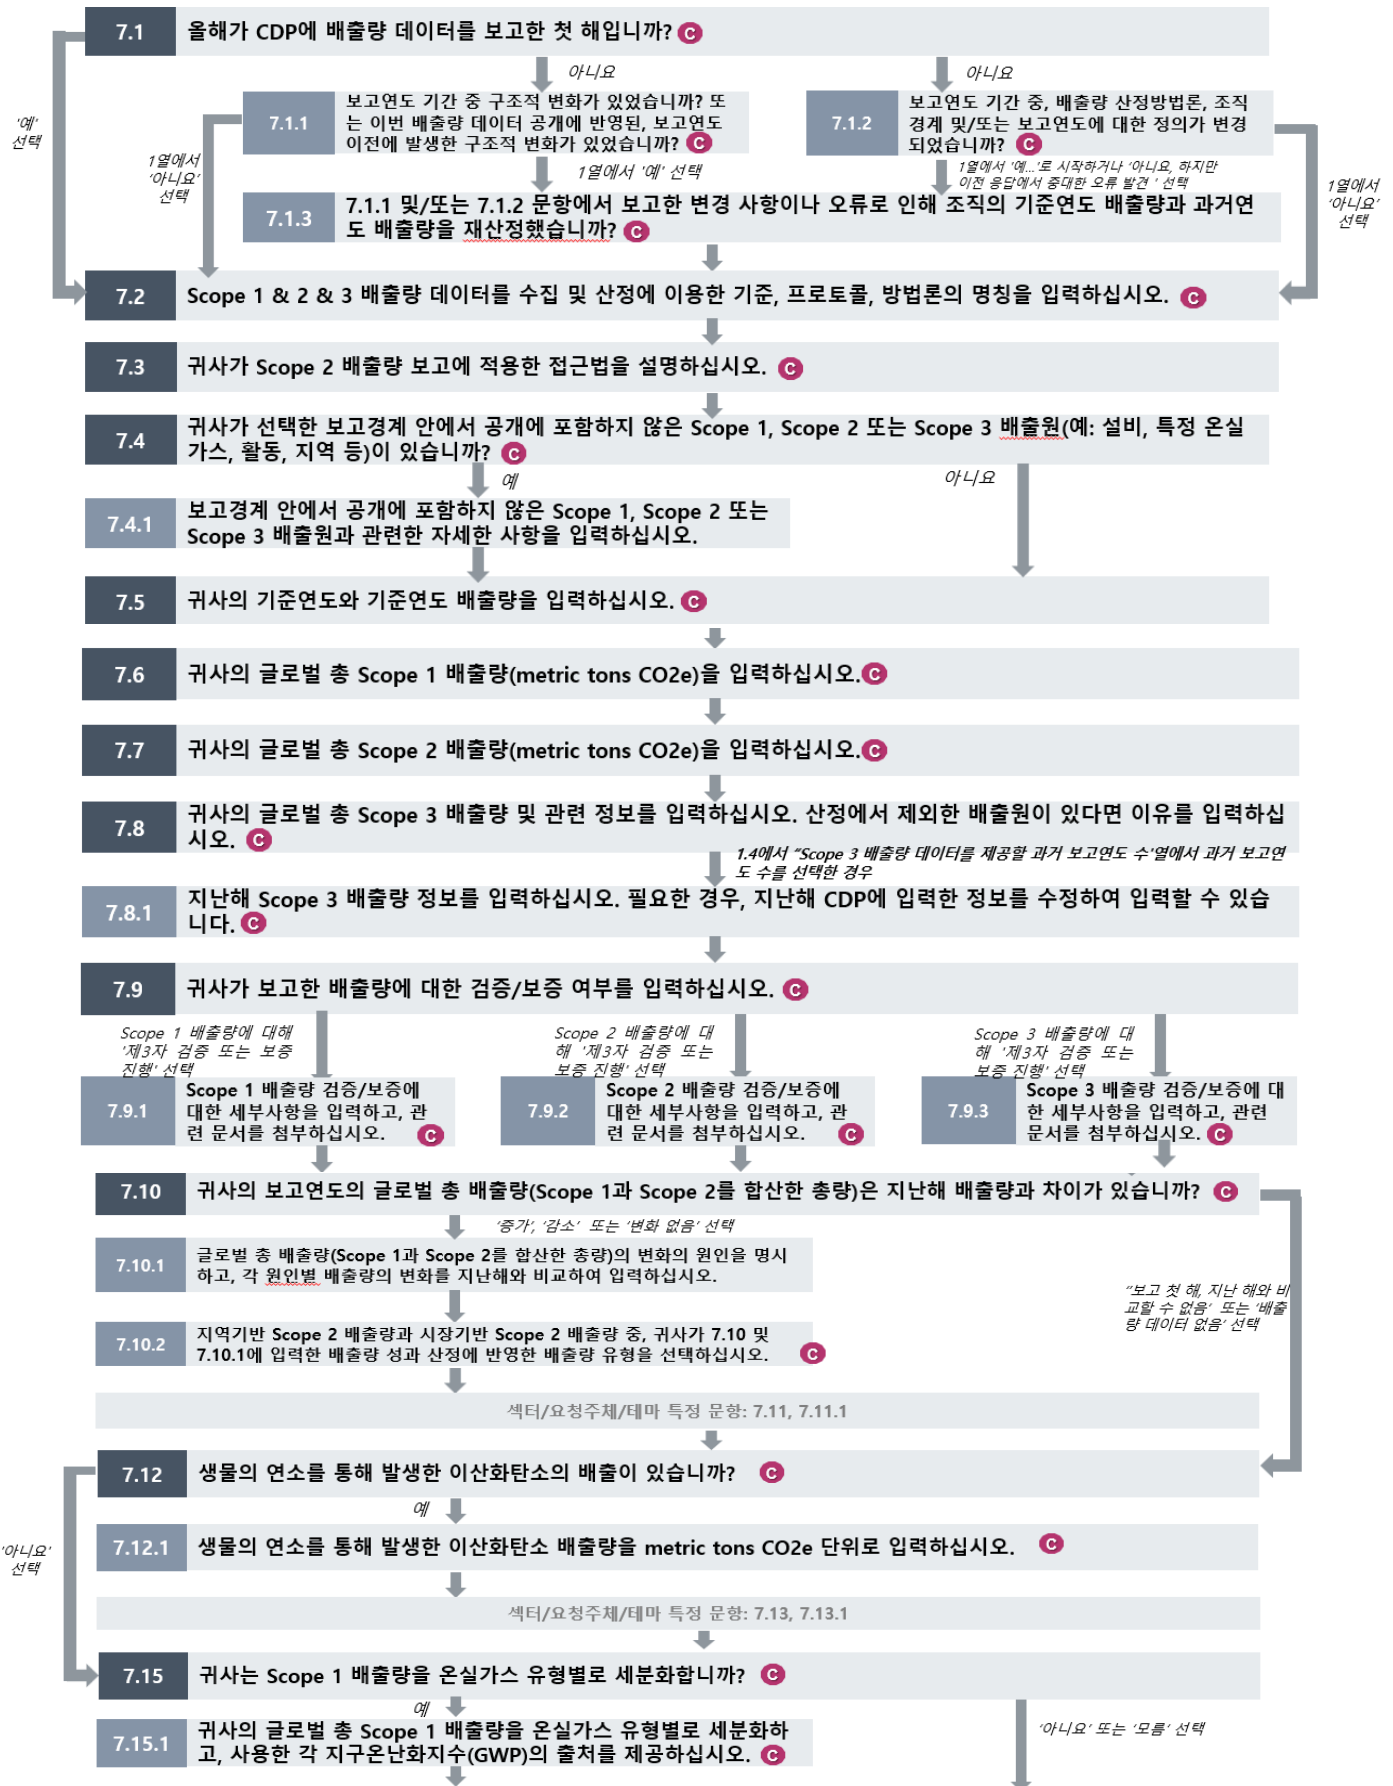 7.1 올해가 CDP에 배출량 데이터를 보고한 첫 해입니까? C
아니요
아니요
'예'
선택
7.1.1
보고연도 기간 중 구조적 변화가 있었습니까? 또
는 이번 배출량 데이터 공개에 반영된, 보고연도
이전에 발생한 구조적 변화가 있었습니까? C
7.1.2
보고연도 기간 중, 배출량 산정방법론, 조직
경계 및/또는 보고연도에 대한 정의가 변경
되었습니까? C
1열에서
'아니요'
선택
1열에서 '예' 선택
1열에서 '예...'로 시작하거나 '아니요, 하지만
이전 응답에서 중대한 오류 발견 ' 선택
1열에서
'아니요'
선택
7.1.3
7.1.1 및/또는 7.1.2 문항에서 보고한 변경 사항이나 오류로 인해 조직의 기준연도 배출량과 과거연
도 배출량을 재산정했습니까? C
7.2 Scope 1 & 2 & 3 배출량 데이터를 수집 및 산정에 이용한 기준, 프로토콜, 방법론의 명칭을 입력하십시오. C
7.3 귀사가 Scope 2 배출량 보고에 적용한 접근법을 설명하십시오. C
7.4
귀사가 선택한 보고경계 안에서 공개에 포함하지 않은 Scope 1, Scope 2 또는 Scope 3 배출원(예: 설비, 특정 온실
가스, 활동, 지역 등)이 있습니까? C
예
아니요
7.4.1
보고경계 안에서 공개에 포함하지 않은 Scope 1, Scope 2 또는
Scope 3 배출원과 관련한 자세한 사항을 입력하십시오.
7.5 귀사의 기준연도와 기준연도 배출량을 입력하십시오. C
7.6 귀사의 글로벌 총 Scope 1 배출량(metric tons CO2e)을 입력하십시오. C
7.7 귀사의 글로벌 총 Scope 2 배출량(metric tons CO2e)을 입력하십시오. C
7.8
귀사의 글로벌 총 Scope 3 배출량 및 관련 정보를 입력하십시오. 산정에서 제외한 배출원이 있다면 이유를 입력하십
시오. C
1.4에서 "Scope 3 배출량 데이터를 제공할 과거 보고연도 수'열에서 과거 보고연
도 수를 선택한 경우
7.8.1
지난해 Scope 3 배출량 정보를 입력하십시오. 필요한 경우, 지난해 CDP에 입력한 정보를 수정하여 입력할 수 있습
니다. C
7.9 귀사가 보고한 배출량에 대한 검증/보증 여부를 입력하십시오. C
Scope 1 배출량에 대해
'제3자 검증 또는 보증
진행' 선택
Scope 2 배출량에 대
해 '제3자 검증 또는
보증 진행' 선택
Scope 3 배출량에 대
해 '제3자 검증 또는
보증 진행' 선택
7.9.1
Scope 1 배출량 검증/보증에
대한 세부사항을 입력하고, 관
련 문서를 첨부하십시오. C
7.9.2
Scope 2 배출량 검증/보증에
대한 세부사항을 입력하고, 관
련 문서를 첨부하십시오. C
7.9.3
Scope 3 배출량 검증/보증에 대
한 세부사항을 입력하고, 관련
문서를 첨부하십시오. C
7.10 귀사의 보고연도의 글로벌 총 배출량(Scope 1과 Scope 2를 합산한 총량)은 지난해 배출량과 차이가 있습니까? C
'증가', '감소' 또는 '변화 없음' 선택
7.10.1
글로벌 총 배출량(Scope 1과 Scope 2를 합산한 총량)의 변화의 원인을 명시
하고, 각 원인별 배출량의 변화를 지난해와 비교하여 입력하십시오.
"보고 첫 해, 지난 해와 비
교할 수 없음' 또는 '배출
량 데이터 없음' 선택
7.10.2
지역기반 Scope 2 배출량과 시장기반 Scope 2 배출량 중, 귀사가 7.10 및
7.10.1에 입력한 배출량 성과 산정에 반영한 배출량 유형을 선택하십시오. C
섹터/요청주체/테마 특정 문항: 7.11, 7.11.1
7.12 생물의 연소를 통해 발생한 이산화탄소의 배출이 있습니까? C
예
'아니요'
선택
7.12.1 생물의 연소를 통해 발생한 이산화탄소 배출량을 metric tons CO2e 단위로 입력하십시오. C
섹터/요청주체/테마 특정 문항: 7.13, 7.13.1
7.15 귀사는 Scope 1 배출량을 온실가스 유형별로 세분화합니까? C
예
'아니요' 또는 '모름' 선택
7.15.1
귀사의 글로벌 총 Scope 1 배출량을 온실가스 유형별로 세분화하
고, 사용한 각 지구온난화지수(GWP)의 출처를 제공하십시오. C